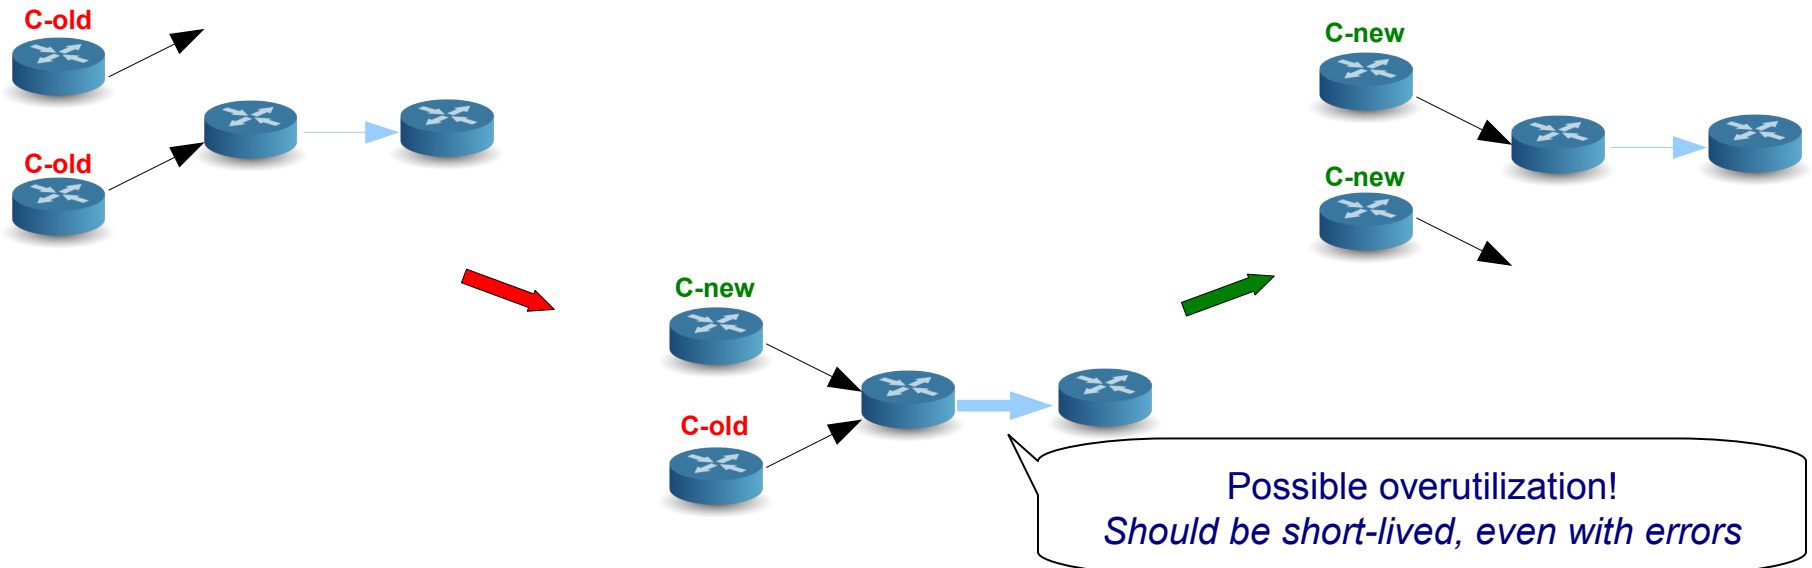 C-old
C-old
C-new
C-old
Possible overutilization!
Should be short-lived, even with errors
C-new
C-new